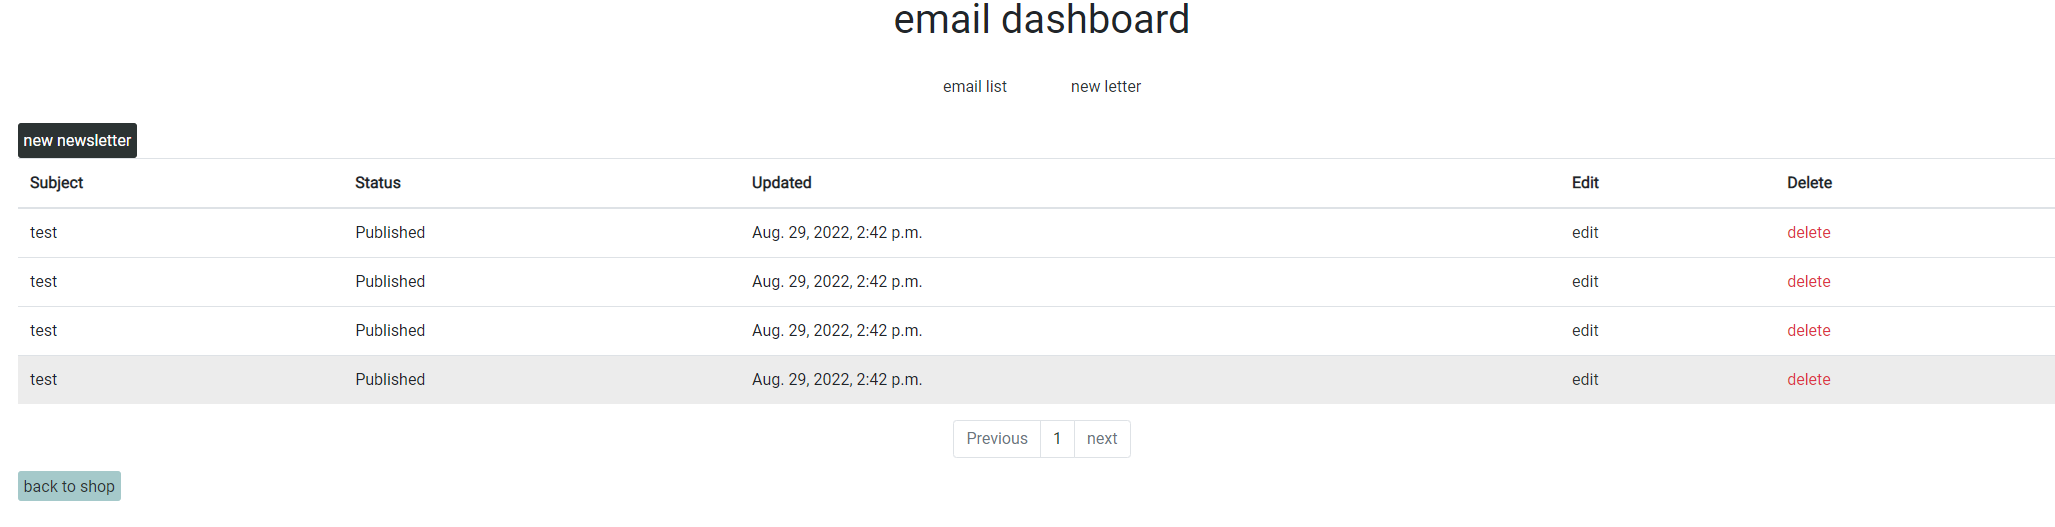 email dashboard
email list new letter
new newsletter
Subject Status Updated Edit Delete
test Published Aug. 29, 2022, 2:42 p.m. edit delete
test Published Aug. 29, 2022, 2:42 p.m. edit delete
test Published Aug. 29, 2022, 2:42 p.m. edit delete
test Published Aug. 29, 2022, 2:42 p.m. edit delete
Previous 1 next
back to shop